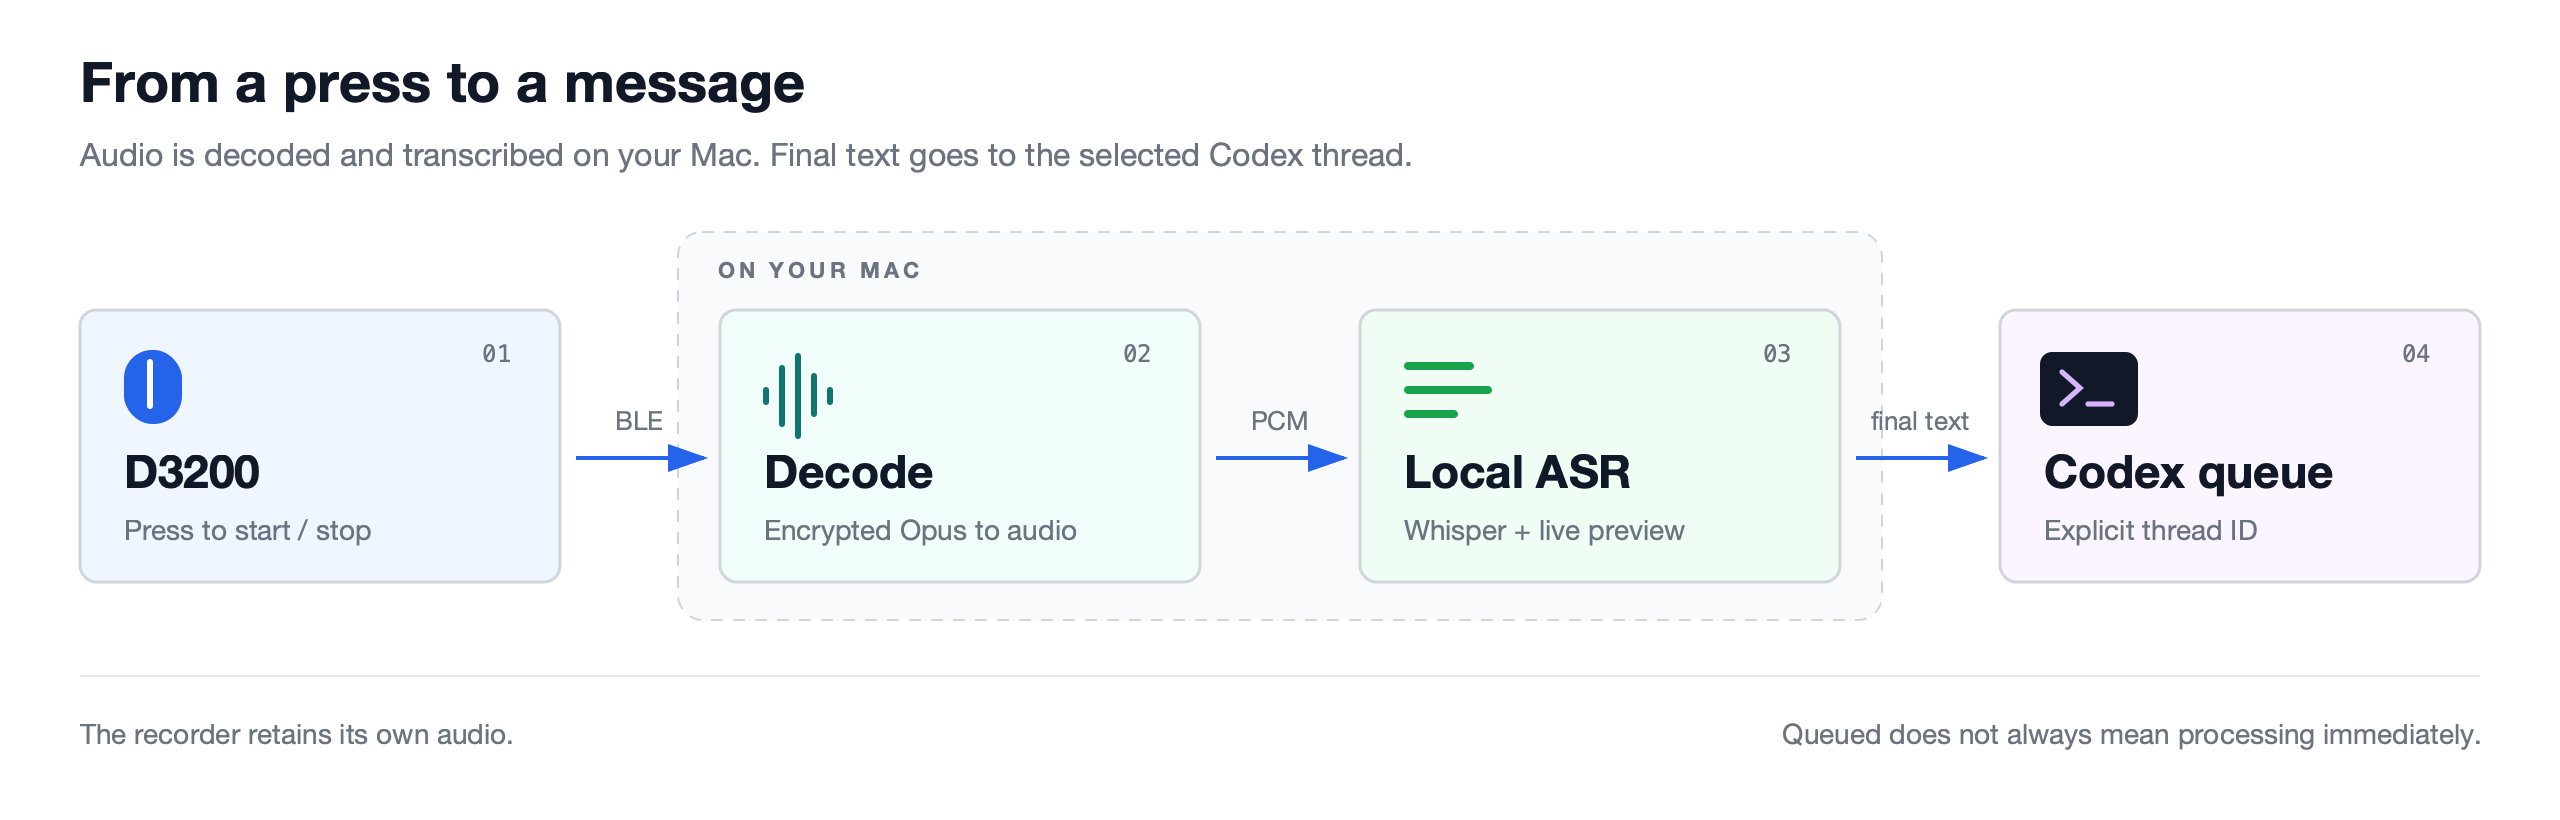 From a press to a message
Audio is decoded and transcribed on your Mac. Final text goes to the selected Codex thread.
ON YOUR MAC
01
D3200
Press to start / stop
BLE
02
Decode
Encrypted Opus to audio
PCM
03
Local ASR
Whisper + live preview
final text
04
>_
Codex queue
Explicit thread ID
The recorder retains its own audio.
Queued does not always mean processing immediately.